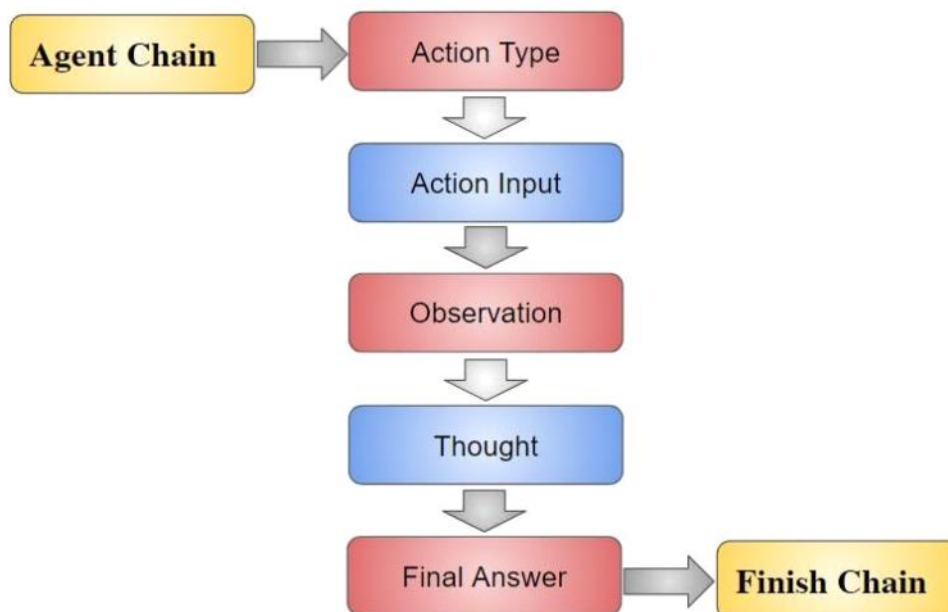 Agent Chain
Action Type
Action Input
Observation
Thought
Final Answer
Finish Chain